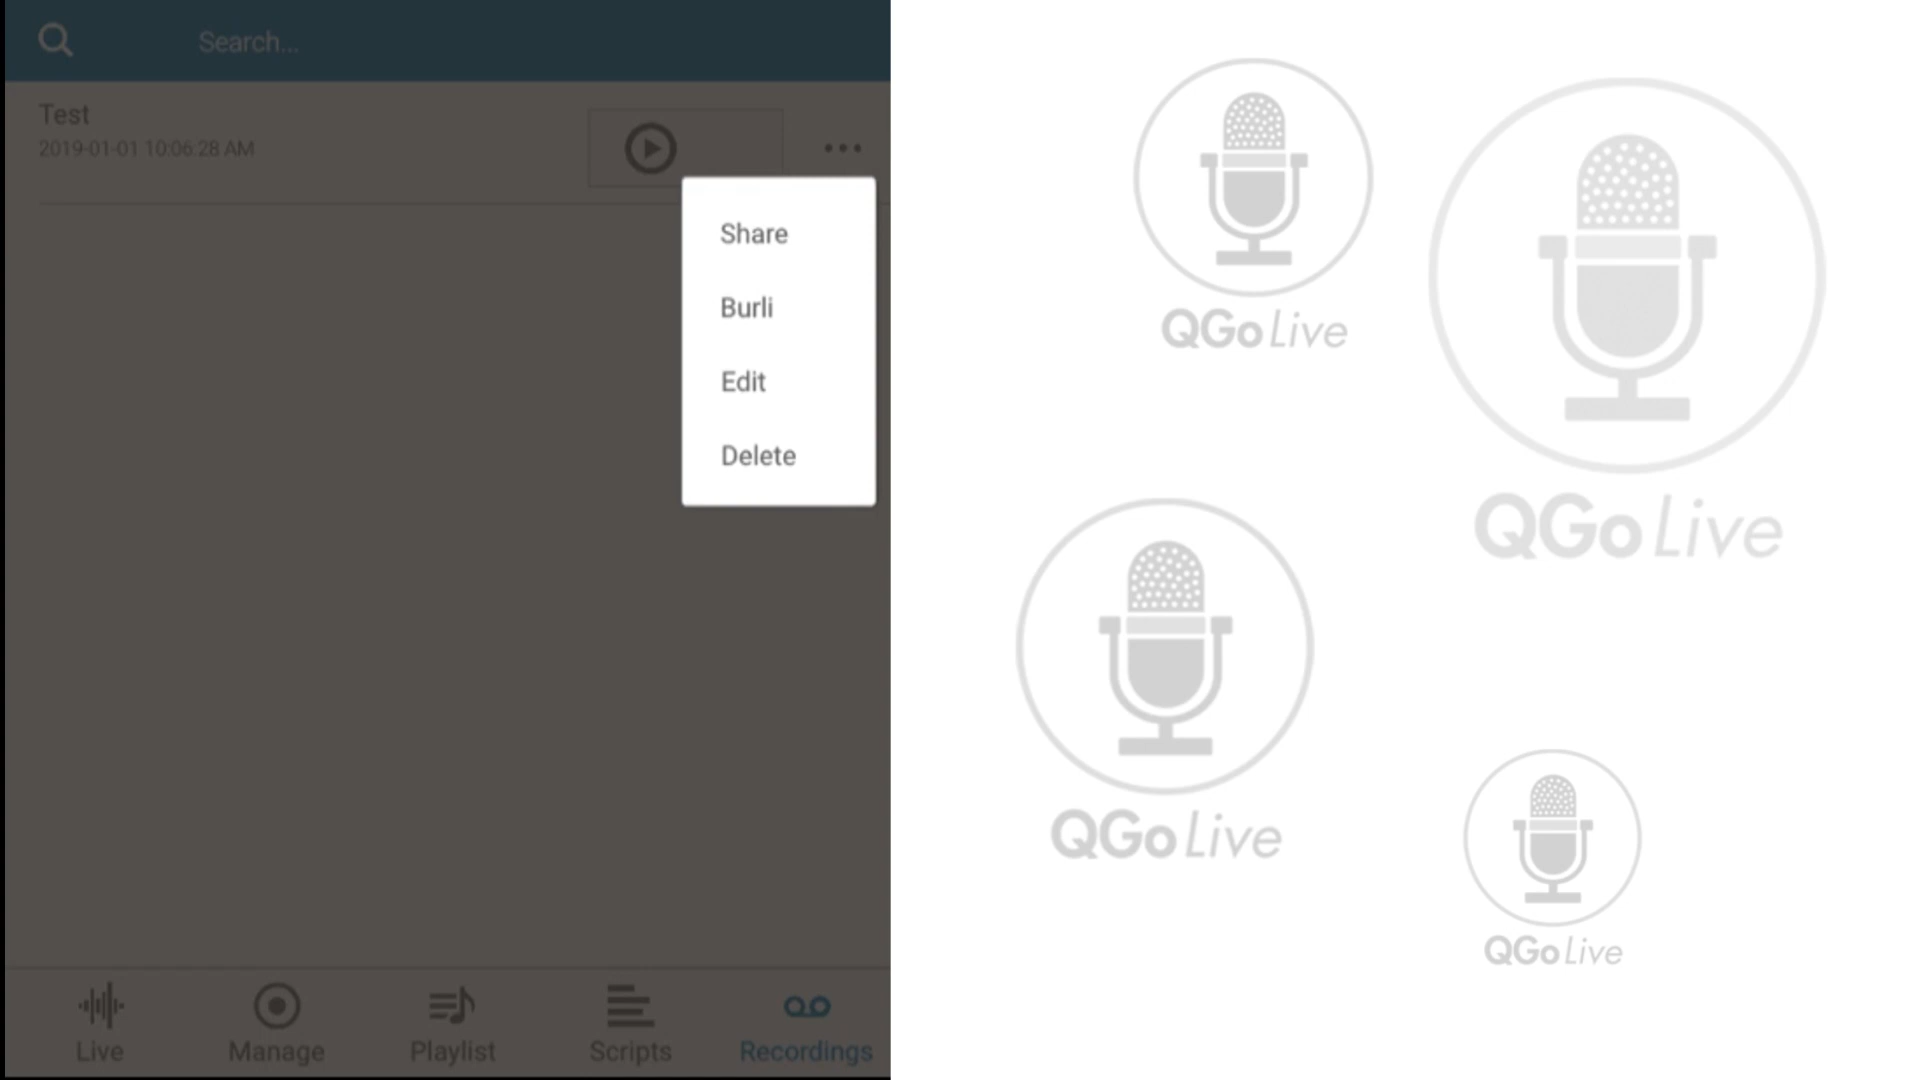 Search...
Test
2019-01-01 10:06:28 AM
Share
Burli
Edit
Delete
Live
Manage
Playlist
Scripts
Recordings
QGo Live
QGo Live
QGo Live
QGo Live